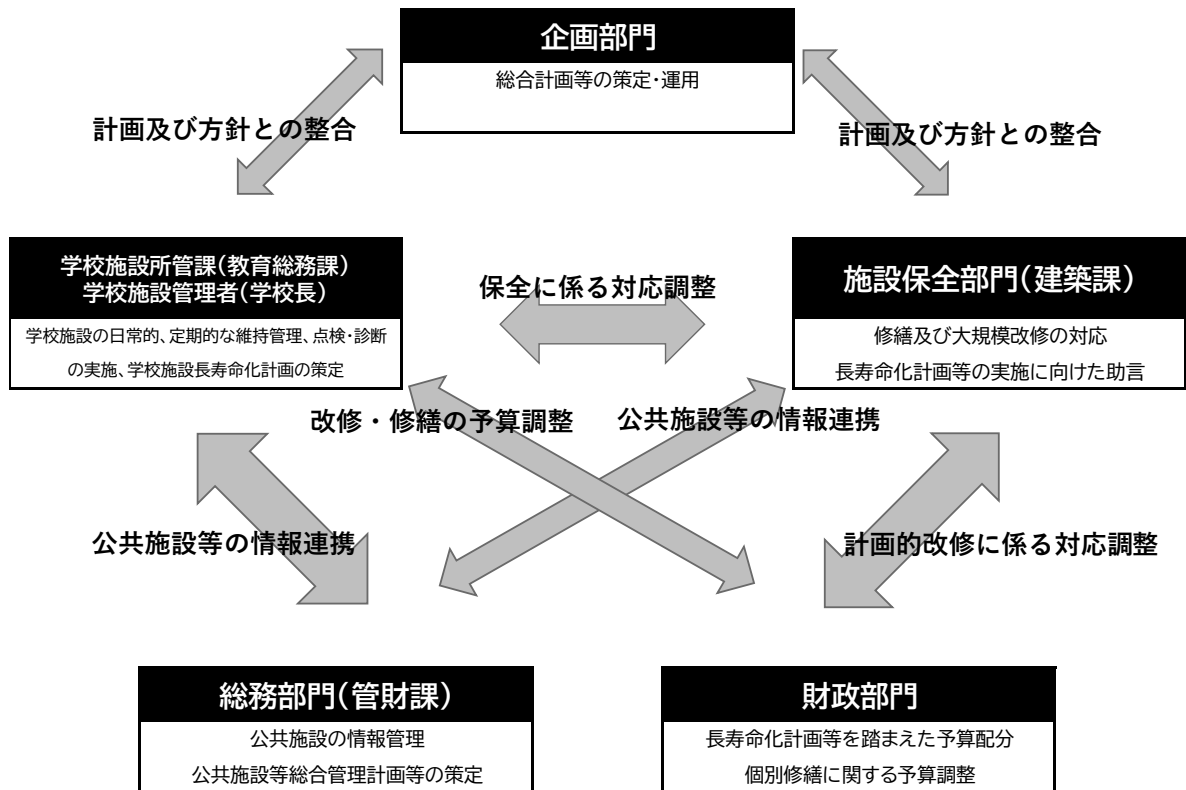 企画部門
総合計画等の策定・運用
計画及び方針との整合
計画及び方針との整合
学校施設所管課(教育総務課)
学校施設管理者(学校長)
学校施設の日常的、定期的な維持管理、点検・診断
の実施、学校施設長寿命化計画の策定
保全に係る対応調整
施設保全部門(建築課)
修繕及び大規模改修の対応
長寿命化計画等の実施に向けた助言
改修・修繕の予算調整
公共施設等の情報連携
公共施設等の情報連携
計画的改修に係る対応調整
総務部門(管財課)
公共施設の情報管理
公共施設等総合管理計画等の策定
財政部門
長寿命化計画等を踏まえた予算配分
個別修繕に関する予算調整